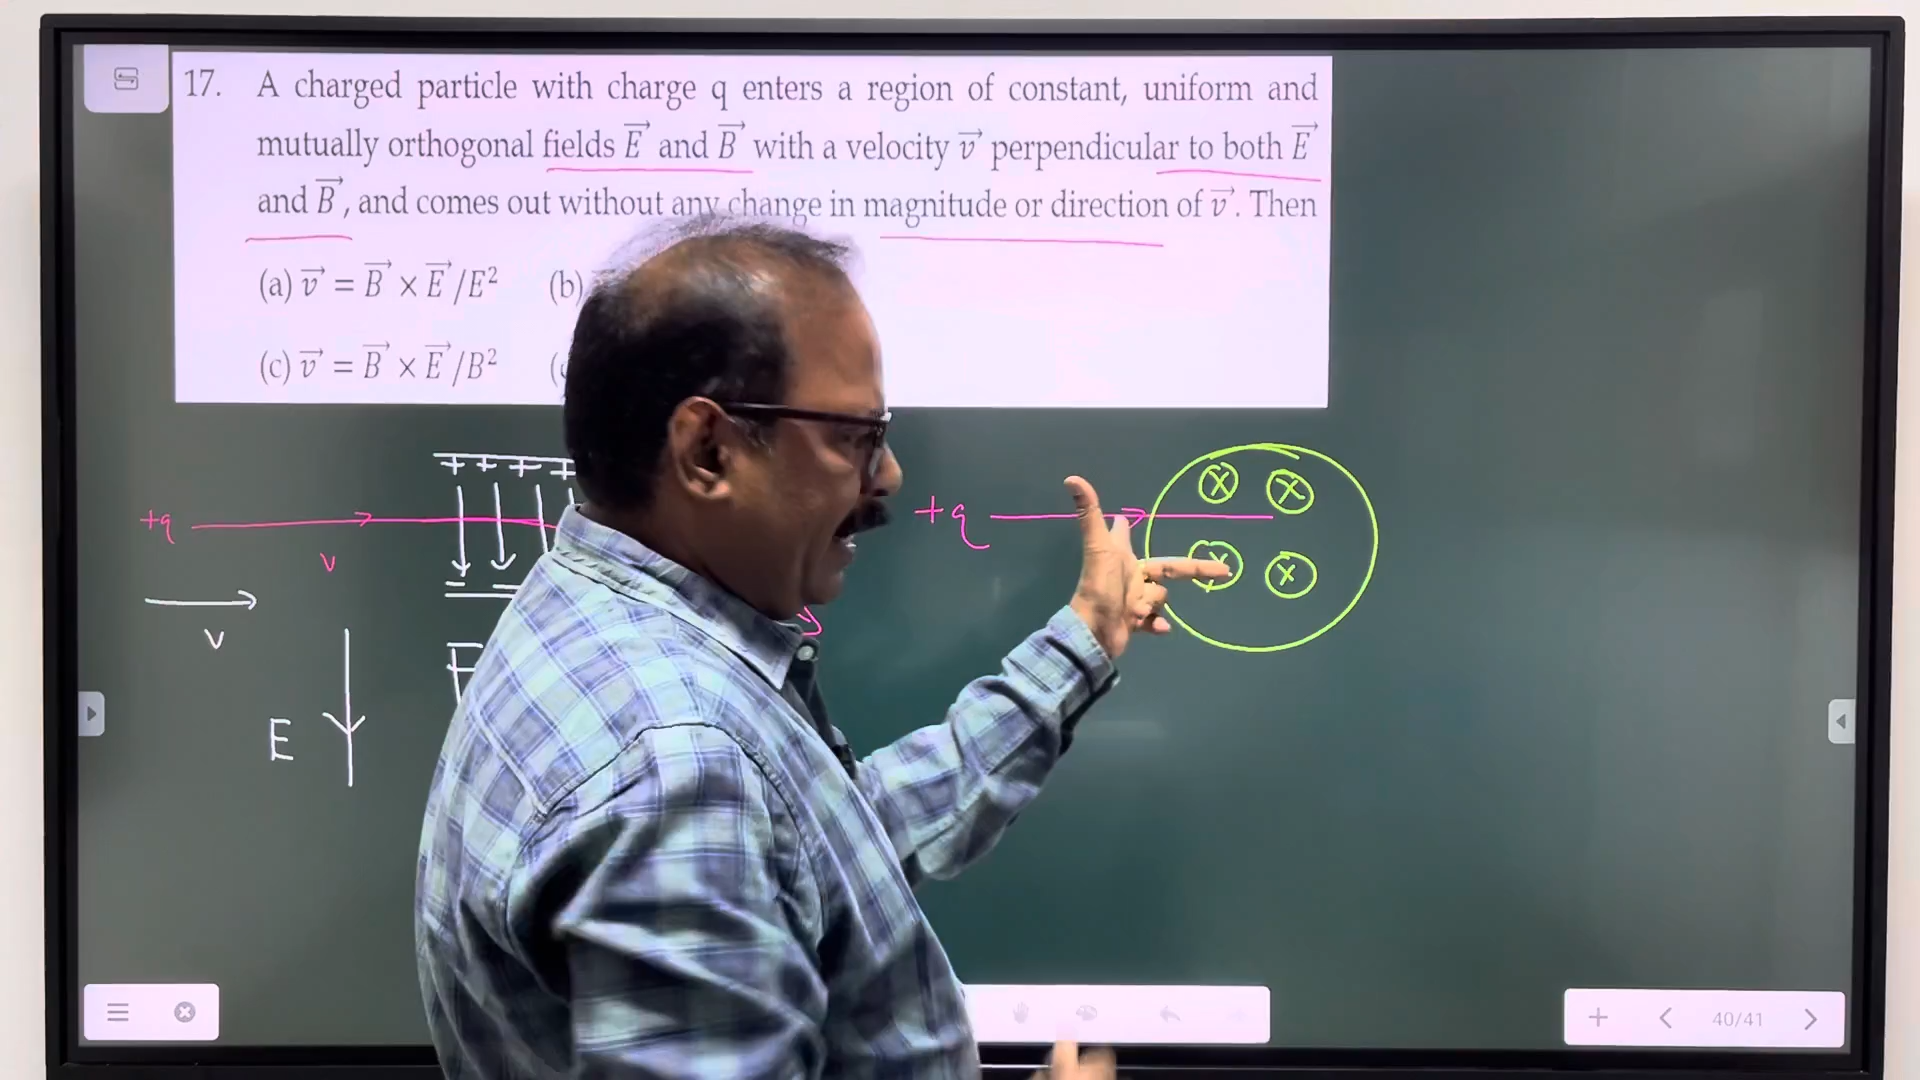 17. A charged particle with charge q enters a region of constant, uniform and
mutually orthogonal fields E⃗ and B⃗ with a velocity v⃗ perpendicular to both E⃗
and B⃗, and comes out without any change in magnitude or direction of v⃗. Then
(a) v⃗ = B⃗ × E⃗/E² (b)
(c) v⃗ = B⃗ × E⃗/B² (
+ + + +
+q v
+q
x x
x x
v
E
40/41